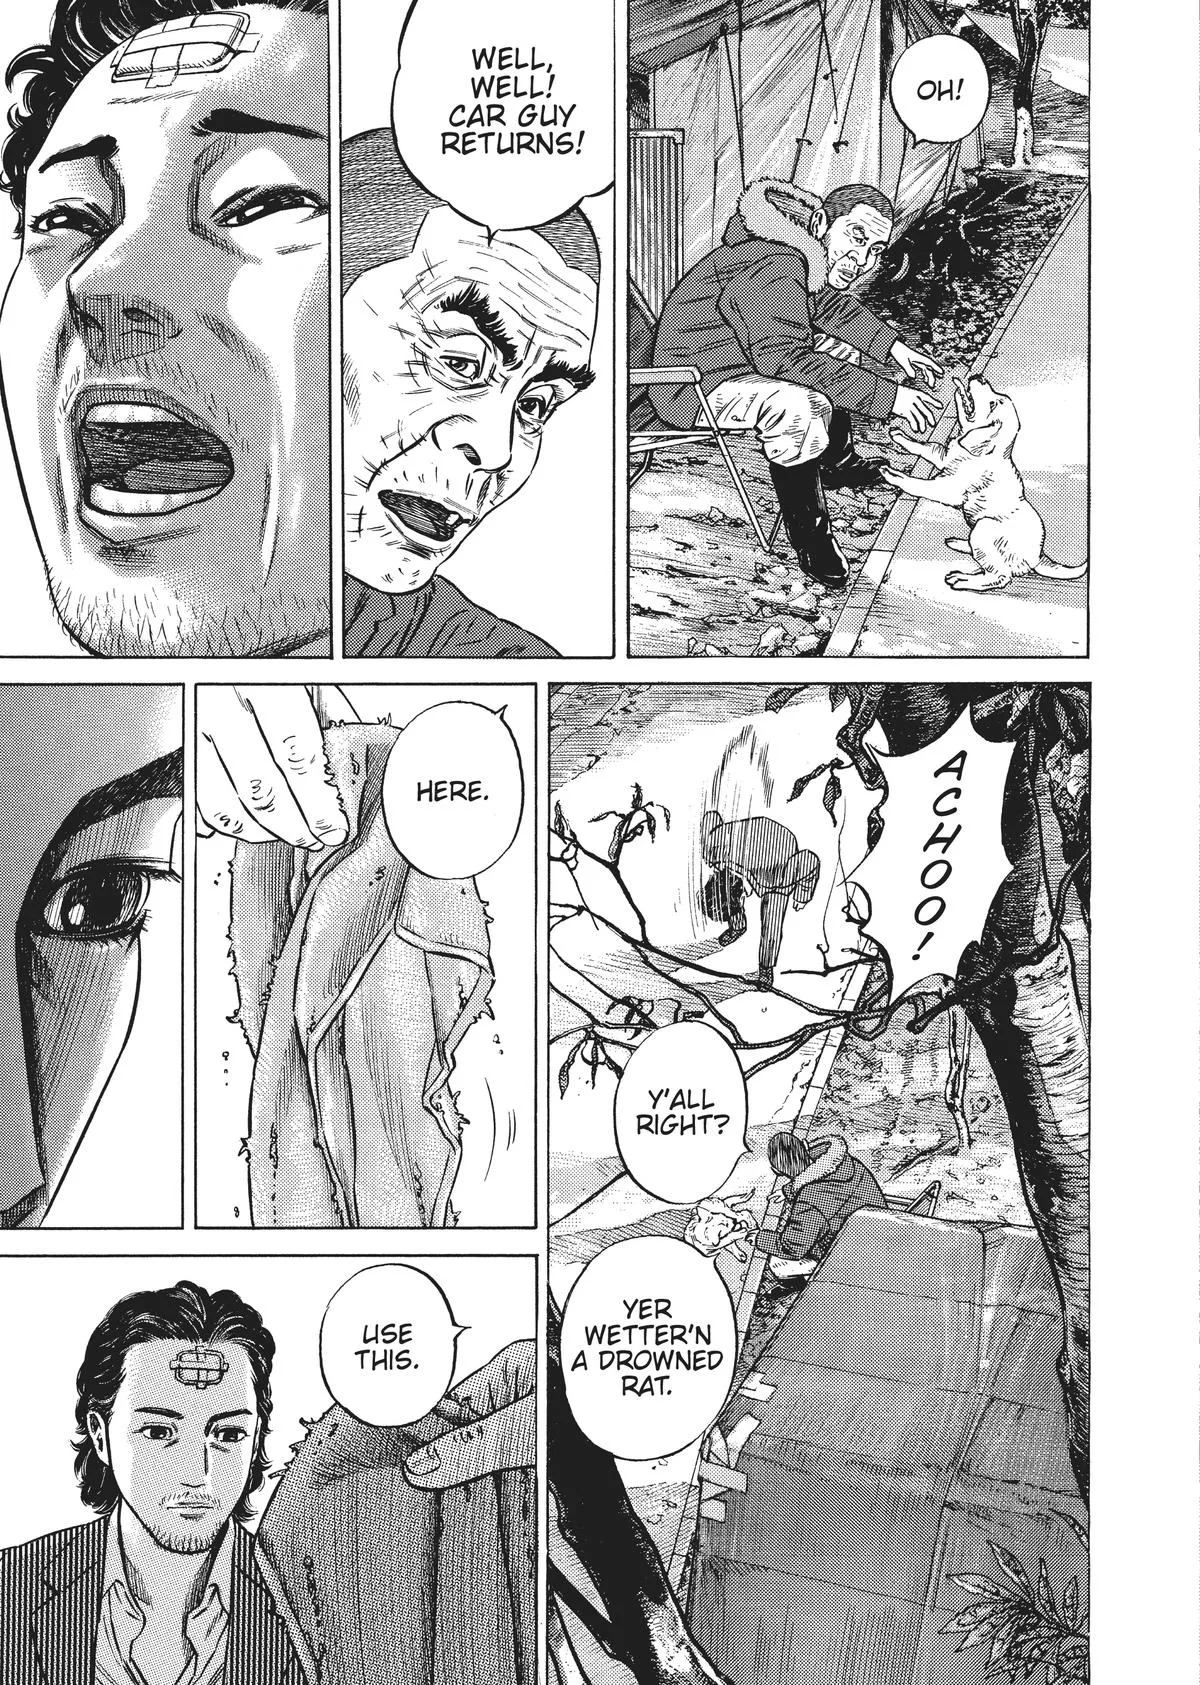 OH!
WELL,
WELL!
CAR GUY
RETURNS!
ACHOO!
Y'ALL
RIGHT?
YER
WETTER'N
A DROWNED
RAT.
HERE.
USE
THIS.